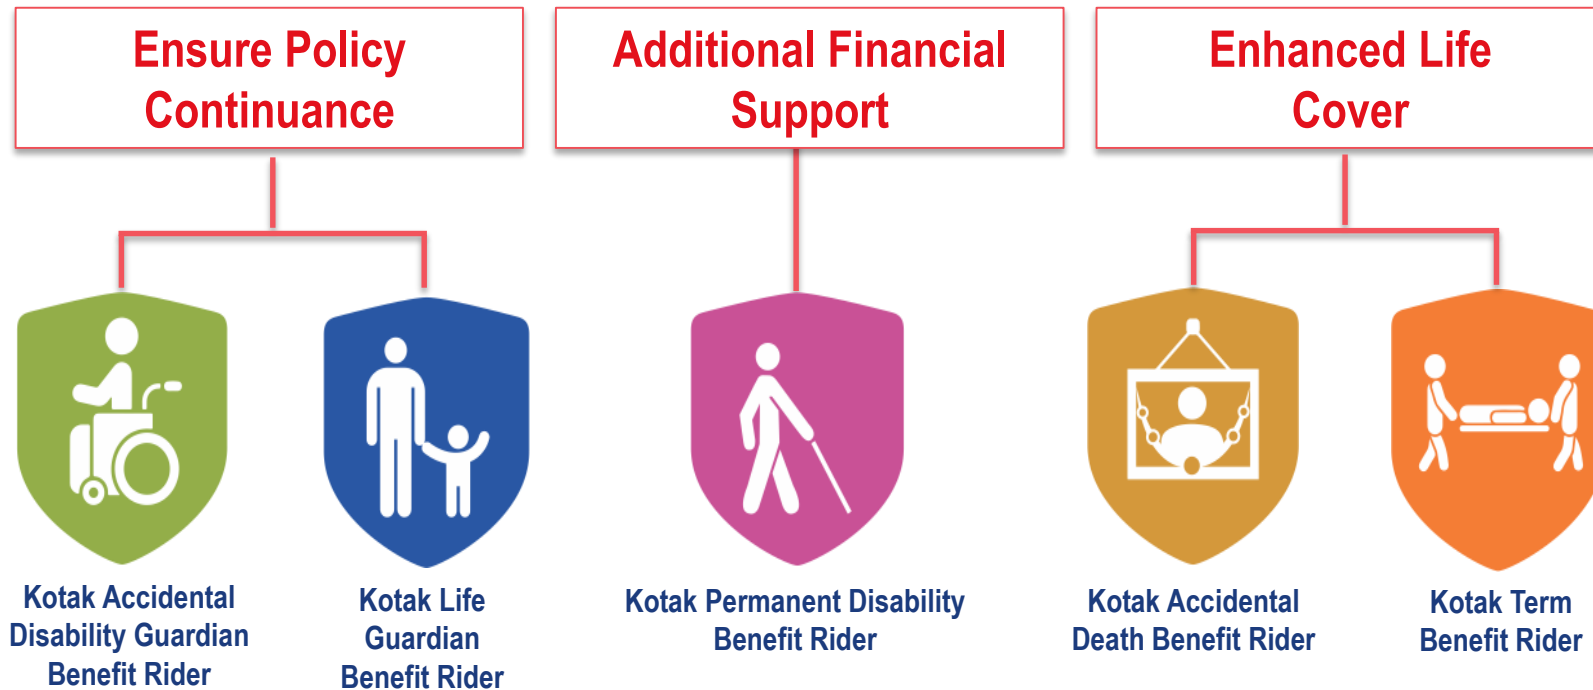 Ensure Policy
Continuance
Additional Financial
Support
Enhanced Life
Cover
Kotak Accidental
Disability Guardian
Benefit Rider
Kotak Life
Guardian
Benefit Rider
Kotak Permanent Disability
Benefit Rider
Kotak Accidental
Death Benefit Rider
Kotak Term
Benefit Rider